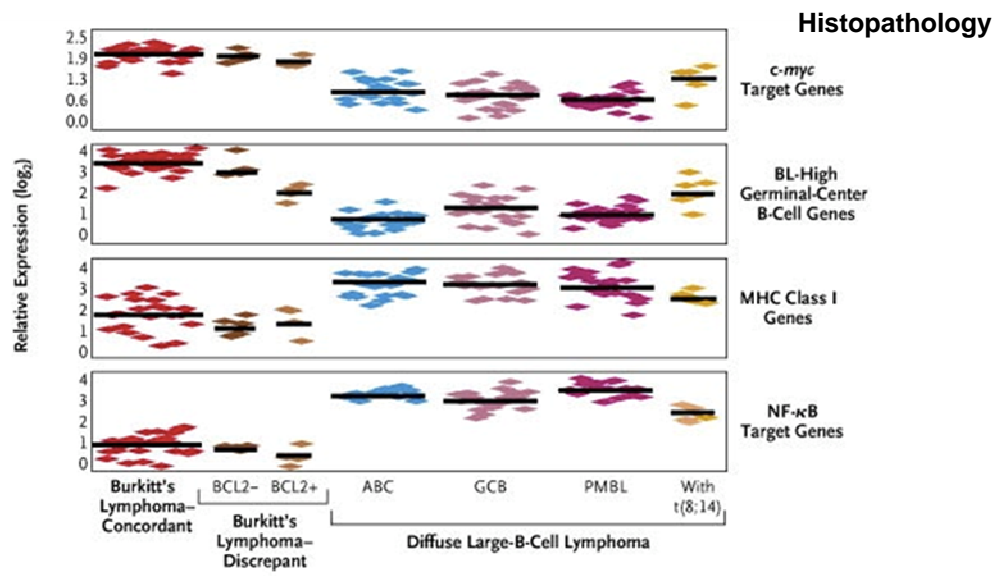 Histopathology
Relative Expression (log₂)
2.5
1.9
1.3
0.6
0.0
c-myc
Target Genes
4
3
2
1
0
BL-High
Germinal-Center
B-Cell Genes
4
3
2
1
0
MHC Class I
Genes
4
3
2
1
0
NF-κB
Target Genes
Burkitt's
Lymphoma–
Concordant
BCL2– BCL2+
Burkitt's
Lymphoma–
Discrepant
ABC GCB PMBL With
t(8;14)
Diffuse Large-B-Cell Lymphoma